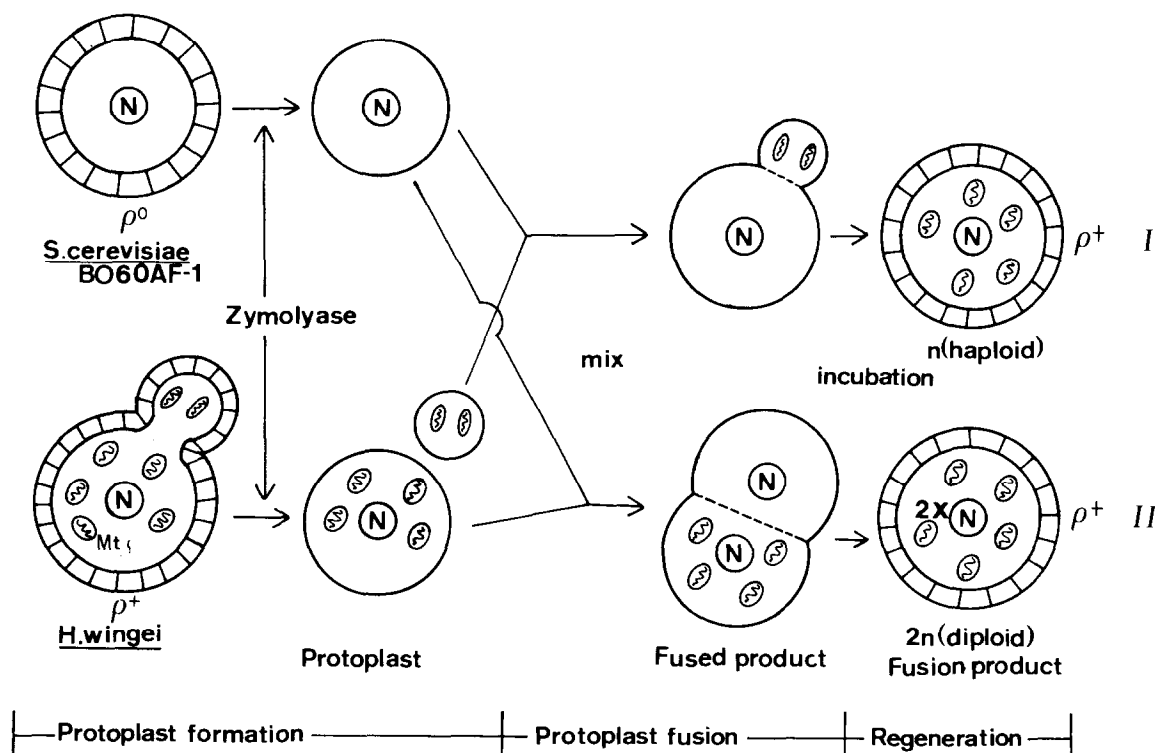 N
N
N
N
ρ⁰
S.cerevisiae
BO60AF-1
ρ⁺ I
n(haploid)
Zymolyase
mix
incubation
N
N
Mt
N
N
N
2x N
ρ⁺ II
ρ⁺
H.wingei
Protoplast
Fused product
2n(diploid)
Fusion product
Protoplast formation
Protoplast fusion
Regeneration